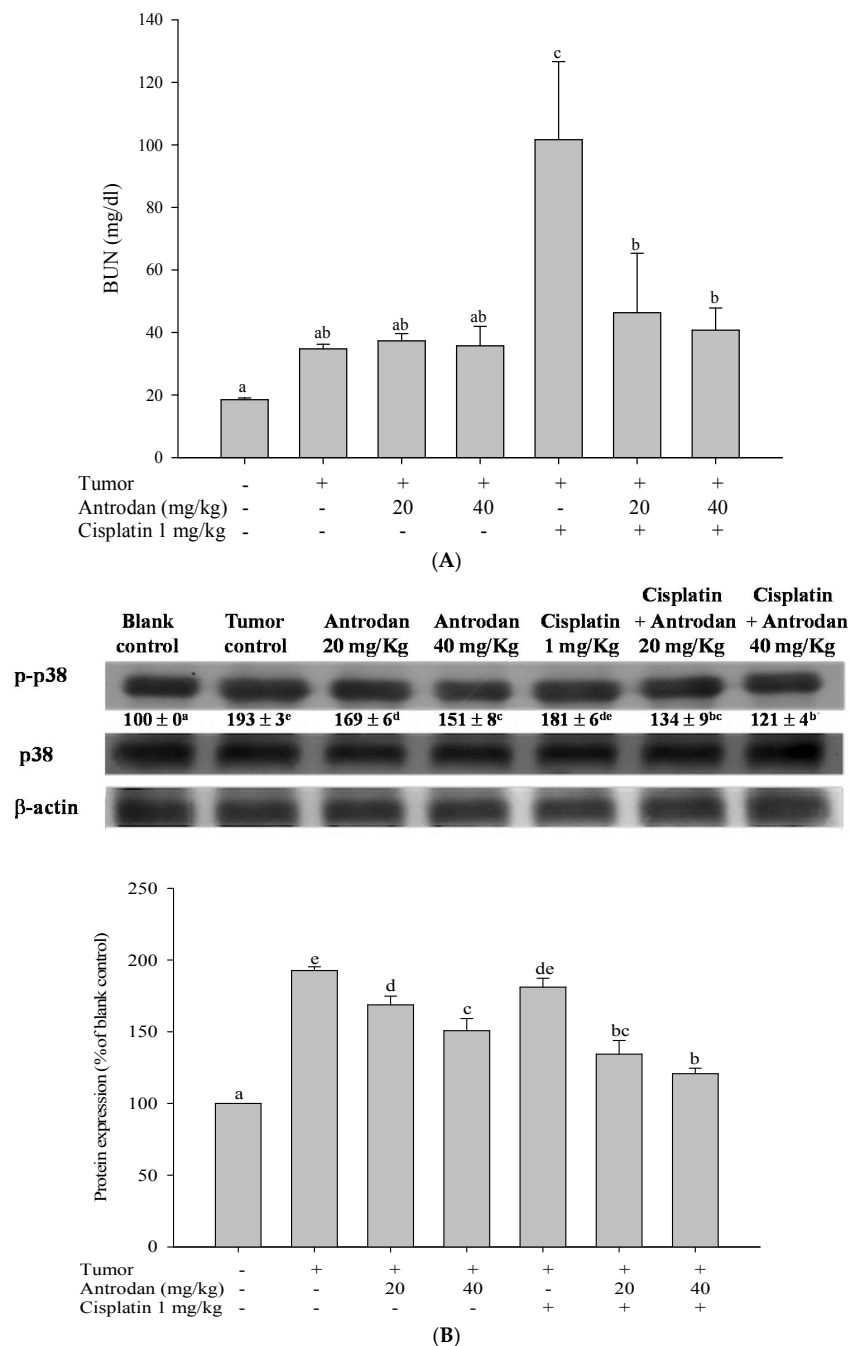 140
c
120
100
BUN (mg/dl)
80
b
60
b
ab
ab
ab
40
a
20
0
Tumor - + + + + + +
Antrodan (mg/kg) - - 20 40 - 20 40
Cisplatin 1 mg/kg - - - - + + +
(A)
Blank control
Tumor control
Antrodan 20 mg/Kg
Antrodan 40 mg/Kg
Cisplatin 1 mg/Kg
Cisplatin + Antrodan 20 mg/Kg
Cisplatin + Antrodan 40 mg/Kg
p-p38
100 ± 0a 193 ± 3e 169 ± 6d 151 ± 8c 181 ± 6de 134 ± 9bc 121 ± 4b
p38
β-actin
250
200
e
de
d
c
150
bc
b
Protein expression (% of blank control)
a
100
50
0
Tumor - + + + + + +
Antrodan (mg/kg) - - 20 40 - 20 40
Cisplatin 1 mg/kg - - - - + + +
(B)